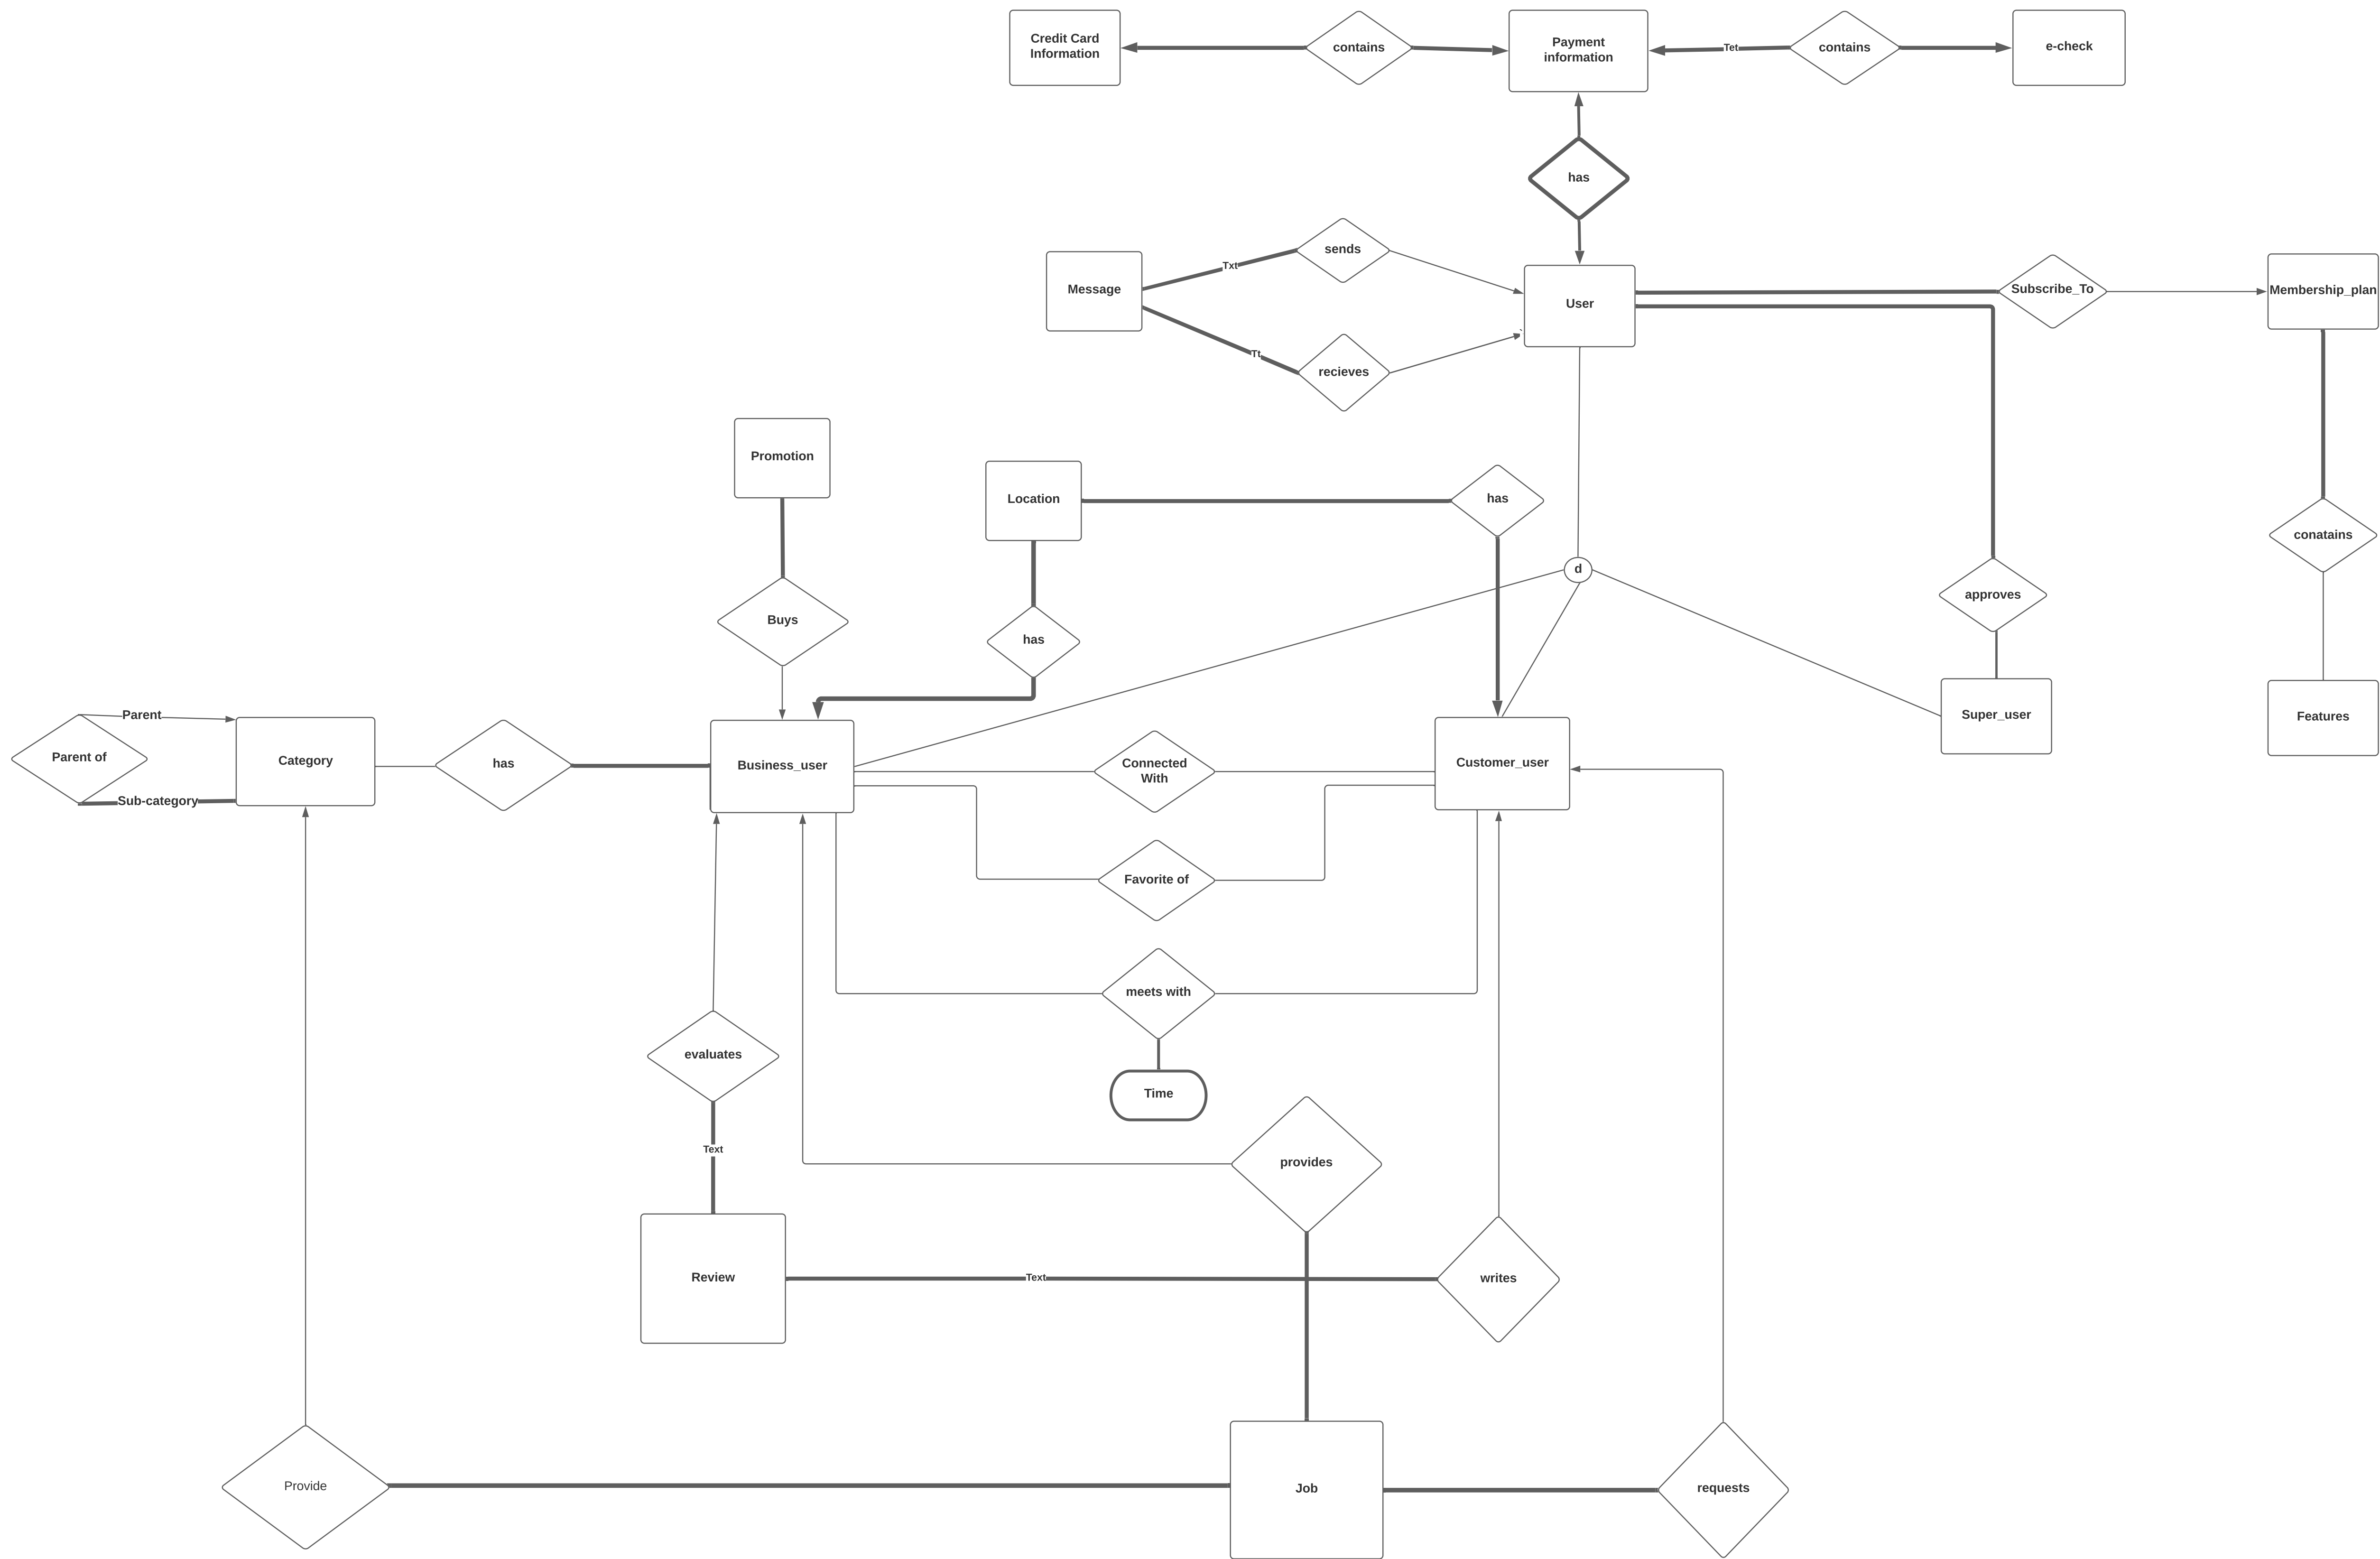 Credit Card
Information
contains
Payment
information
Tet
contains
e-check
has
Message
Txt
sends
Tt
recieves
User
Subscribe_To
Membership_plan
Promotion
Location
has
conatains
d
approves
Buys
has
Super_user
Features
Parent
Parent of
Sub-category
Category
has
Business_user
Connected
With
Customer_user
Favorite of
meets with
Time
evaluates
Text
provides
Review
Text
writes
Provide
Job
requests